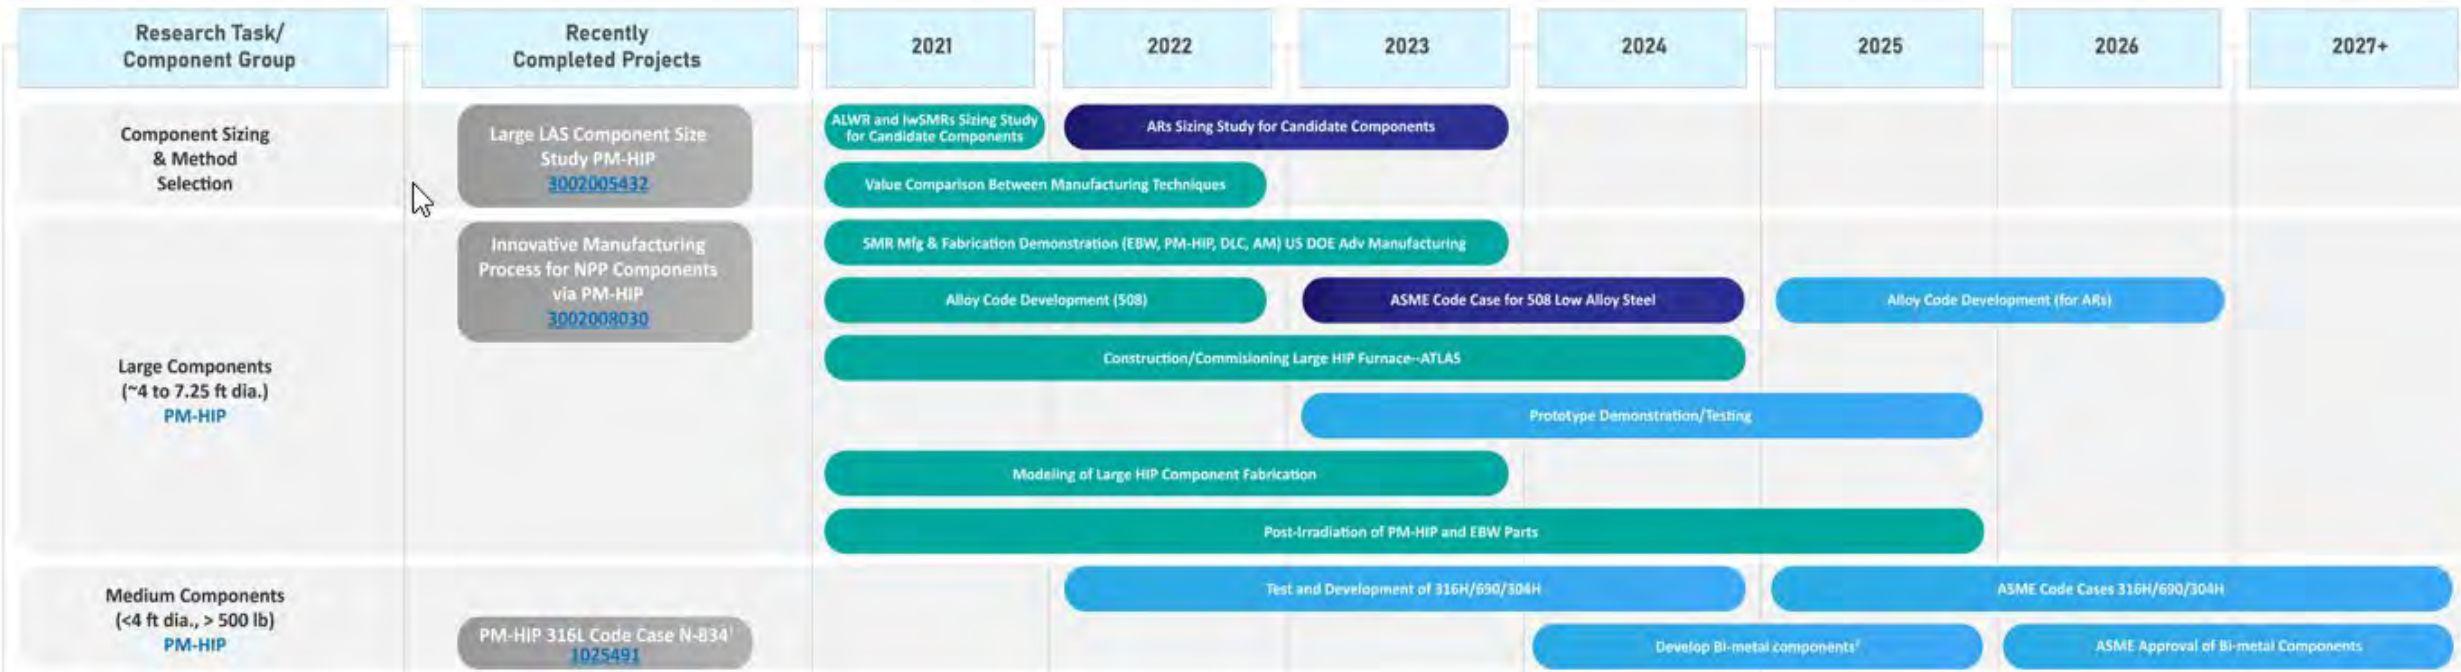 Research Task/
Component Group
Recently
Completed Projects
2021
2022
2023
2024
2025
2026
2027+
Component Sizing
& Method
Selection
Large LAS Component Size
Study PM-HIP
3002005432
ALWR and lwSMRs Sizing Study
for Candidate Components
ARs Sizing Study for Candidate Components
Value Comparison Between Manufacturing Techniques
Large Components
(~4 to 7.25 ft dia.)
PM-HIP
Innovative Manufacturing
Process for NPP Components
via PM-HIP
3002008030
SMR Mfg & Fabrication Demonstration (EBW, PM-HIP, DLC, AM) US DOE Adv Manufacturing
Alloy Code Development (508)
ASME Code Case for 508 Low Alloy Steel
Alloy Code Development (for ARs)
Construction/Commisioning Large HIP Furnace--ATLAS
Prototype Demonstration/Testing
Modeling of Large HIP Component Fabrication
Post-Irradiation of PM-HIP and EBW Parts
Medium Components
(<4 ft dia., > 500 lb)
PM-HIP
PM-HIP 316L Code Case N-834¹
1025491
Test and Development of 316H/690/304H
ASME Code Cases 316H/690/304H
Develop Bi-metal components²
ASME Approval of Bi-metal Components